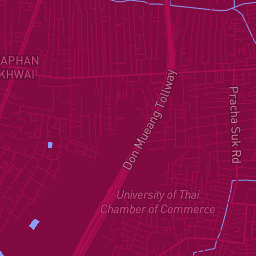 APHAN
KHWAI
Don Mueang Tollway
Pracha Suk Rd
University of Thai
Chamber of Commerce